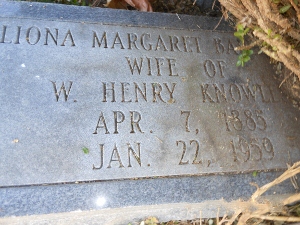 LIONA MARGARET
WIFE OF
W. HENRY
APR. 7, 1885
JAN. 22, 1959